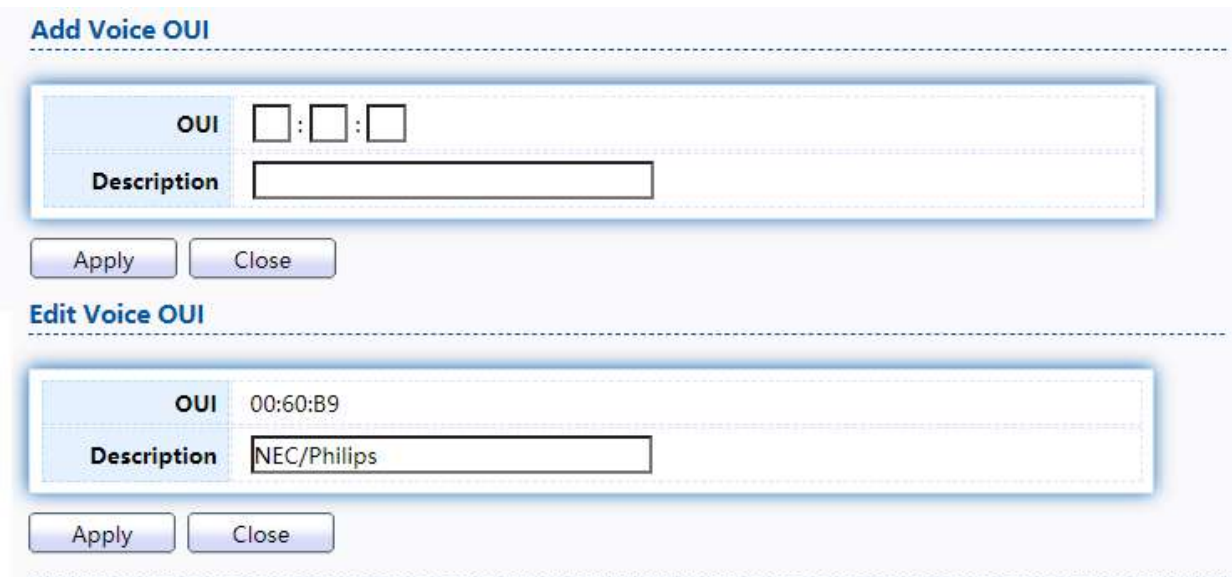 Add Voice OUI
OUI : :
Description
Apply Close
Edit Voice OUI
OUI 00:60:B9
Description NEC/Philips
Apply Close